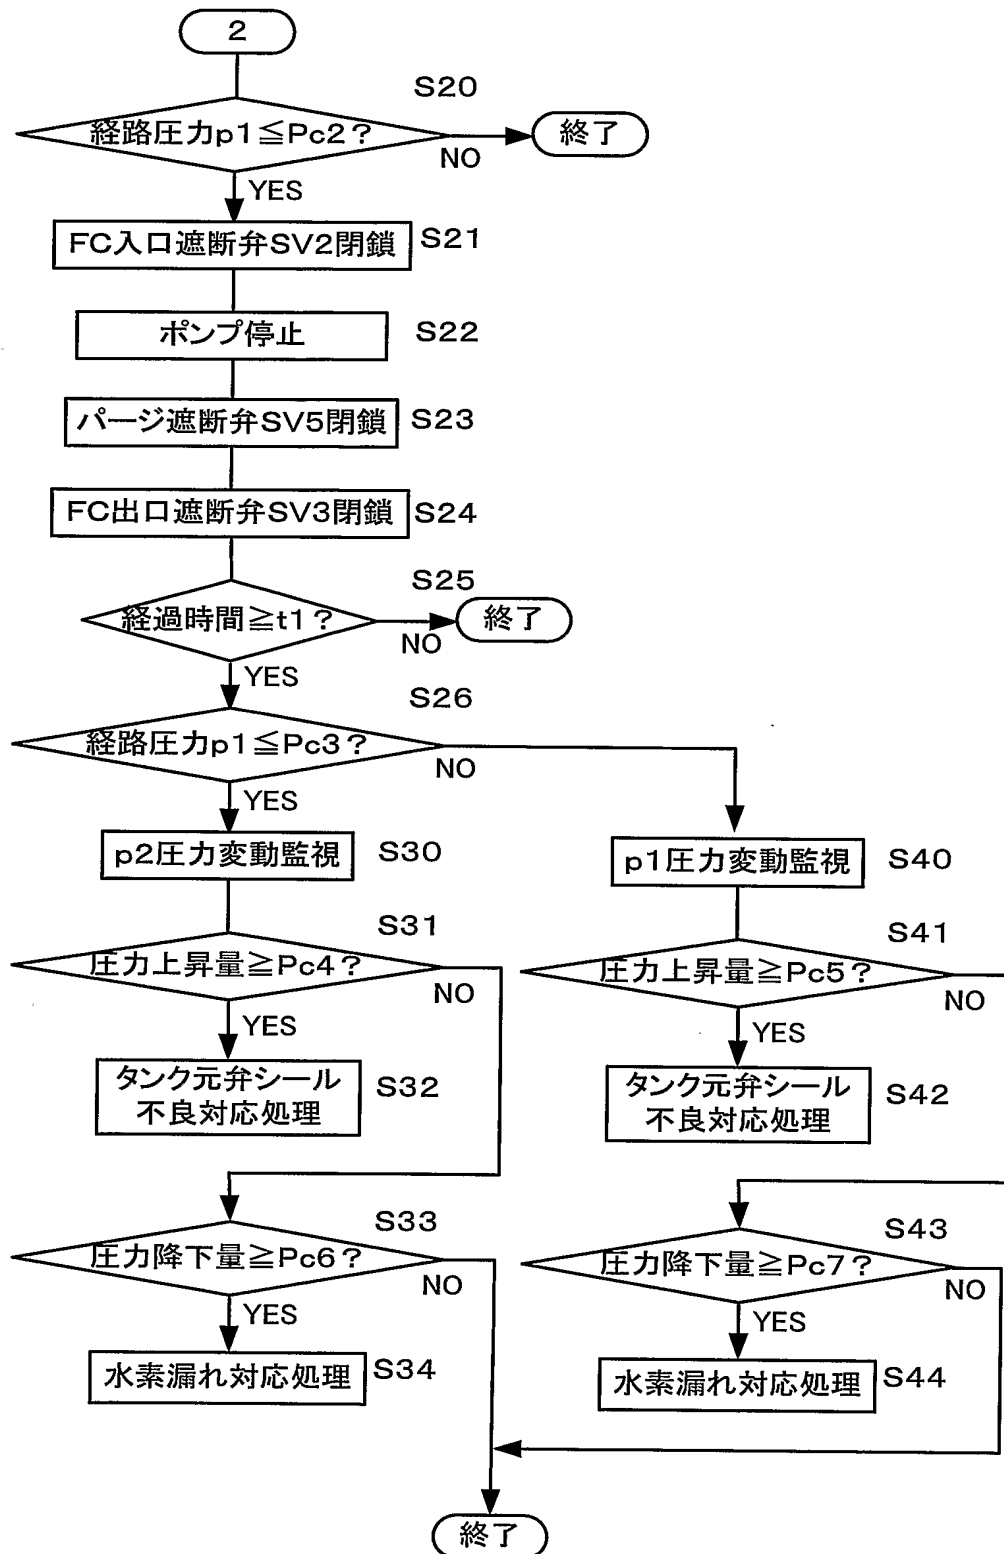 2
S20
経路圧力p1≦Pc2?
NO
終了
YES
FC入口遮断弁SV2閉鎖
S21
ポンプ停止
S22
パージ遮断弁SV5閉鎖
S23
FC出口遮断弁SV3閉鎖
S24
S25
経過時間≧t1?
NO
終了
YES
S26
経路圧力p1≦Pc3?
NO
YES
p2圧力変動監視
S30
S31
圧力上昇量≧Pc4?
NO
YES
タンク元弁シール
不良対応処理
S32
S33
圧力降下量≧Pc6?
NO
YES
水素漏れ対応処理
S34
p1圧力変動監視
S40
S41
圧力上昇量≧Pc5?
NO
YES
タンク元弁シール
不良対応処理
S42
S43
圧力降下量≧Pc7?
NO
YES
水素漏れ対応処理
S44
終了